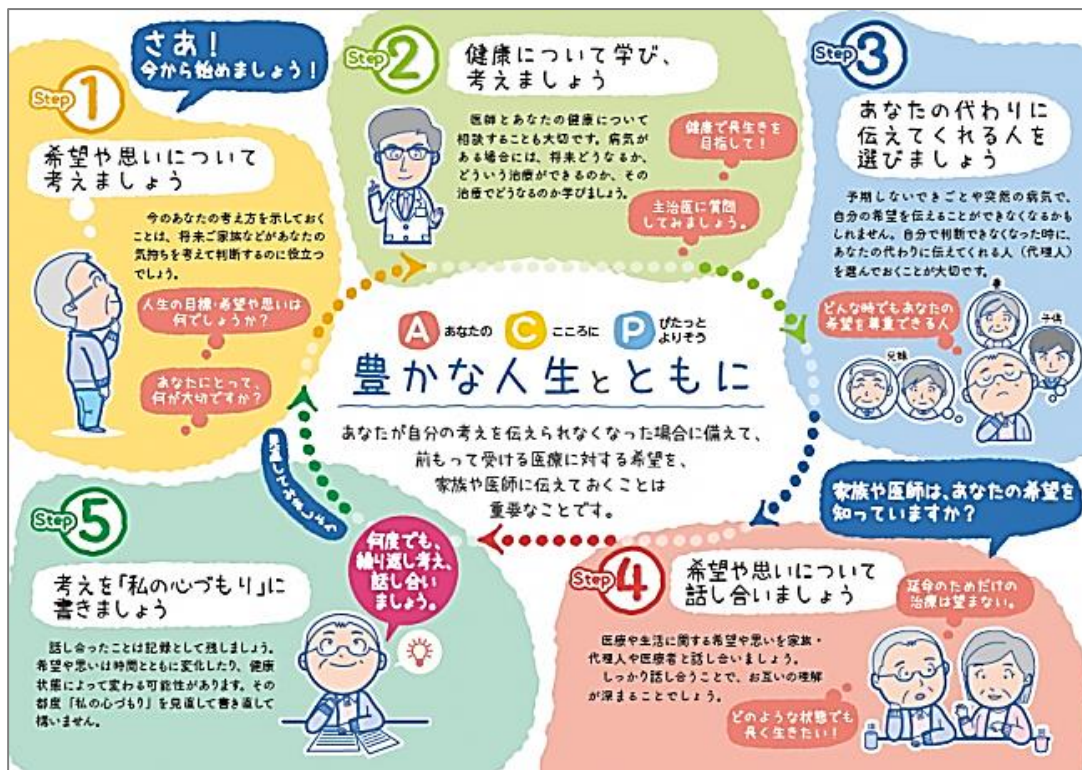 さあ！
今から始めましょう！
Step 1
希望や思いについて
考えましょう
今のあなたの考え方を示しておく
ことは、将来ご家族などがあなたの
気持ちを考えて判断するのに役立つ
でしょう。
人生の目標・希望や思いは
何でしょうか？
あなたにとって、
何が大切ですか？
Step 2
健康について学び、
考えましょう
医師とあなたの健康について
相談することも大切です。病気が
ある場合には、将来どうなるか、
どういう治療ができるのか、その
治療でどうなるのか学びましょう。
健康で長生きを
目指して！
主治医に質問
してみましょう。
Step 3
あなたの代わりに
伝えてくれる人を
選びましょう
予期しないできごとや突然の病気で、
自分の希望を伝えることができなくなるかも
しれません。自分で判断できなくなった時に、
あなたの代わりに伝えてくれる人（代理人）
を選んでおくことが大切です。
どんな時でもあなたの
希望を尊重できる人
妻
子供
兄妹
A あなたの C こころに P ぴたっと
よりそう
豊かな人生とともに
あなたが自分の考えを伝えられなくなった場合に備えて、
前もって受ける医療に対する希望を、
家族や医師に伝えておくことは
重要なことです。
家族や医師は、あなたの希望を
知っていますか？
Step 4
希望や思いについて
話し合いましょう
医療や生活に関する希望や思いを家族・
代理人や医療者と話し合いましょう。
しっかり話し合うことで、お互いの理解
が深まることでしょう。
延命のためだけの
治療は望まない。
どのような状態でも
長く生きたい！
Step 5
考えを「私の心づもり」に
書きましょう
話し合ったことは記録として残しましょう。
希望や思いは時間とともに変化したり、健康
状態によって変わる可能性があります。その
都度「私の心づもり」を見直して書き直して
構いません。
何度でも、
繰り返し考え、
話し合い
ましょう。